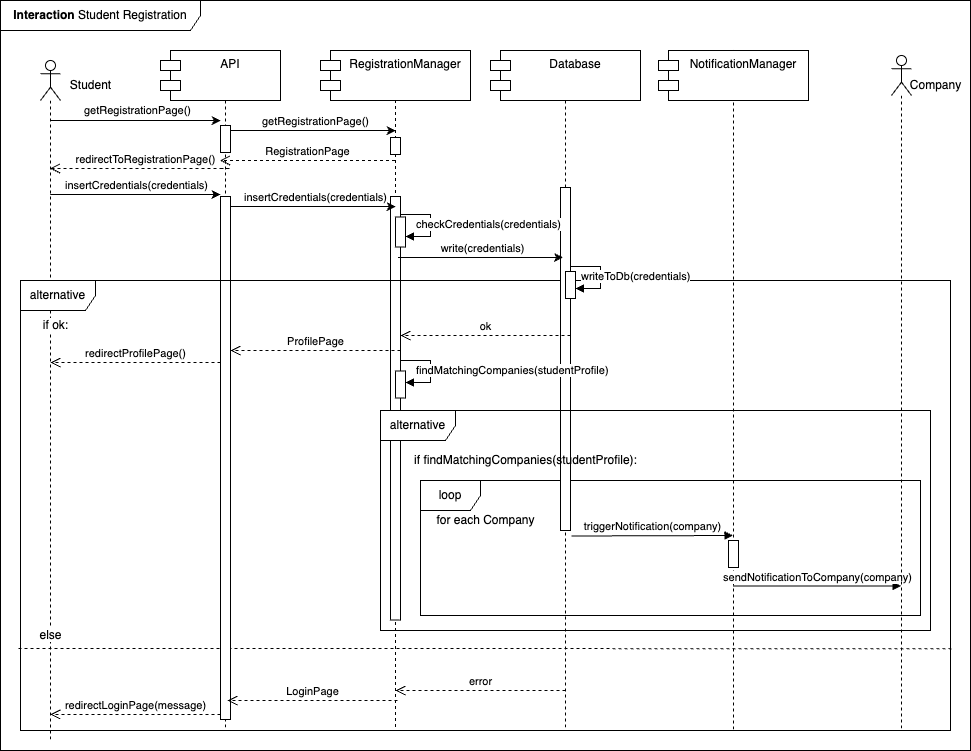 Interaction Student Registration
Student
API
RegistrationManager
Database
NotificationManager
Company
getRegistrationPage()
getRegistrationPage()
RegistrationPage
redirectToRegistrationPage()
insertCredentials(credentials)
insertCredentials(credentials)
checkCredentials(credentials)
write(credentials)
writeToDb(credentials)
alternative
if ok:
ok
ProfilePage
redirectProfilePage()
findMatchingCompanies(studentProfile)
alternative
if findMatchingCompanies(studentProfile):
loop
for each Company
triggerNotification(company)
sendNotificationToCompany(company)
else
error
LoginPage
redirectLoginPage(message)